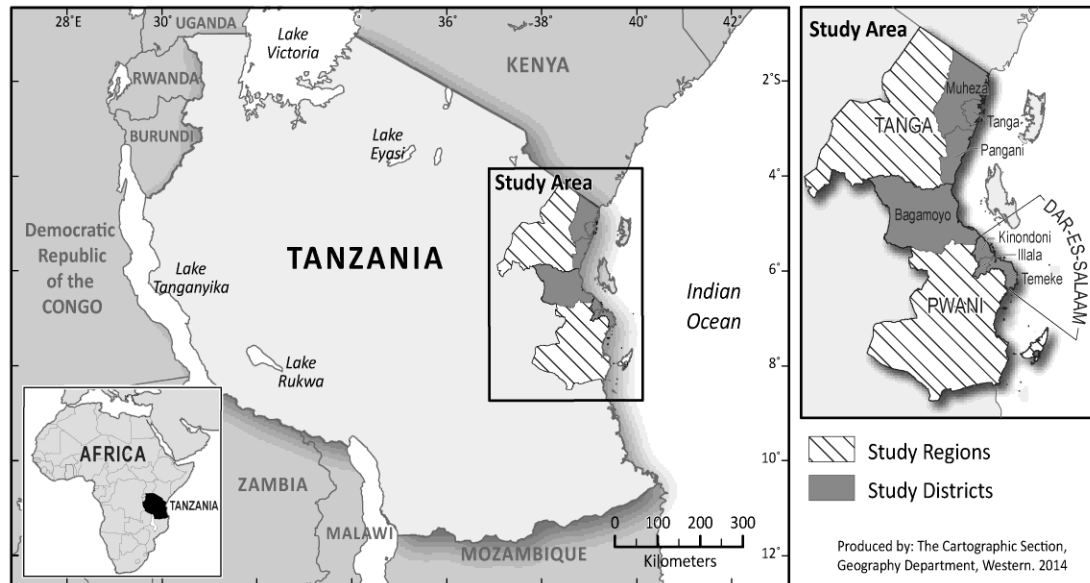 28°E
30°
32°
34°
36°
38°
40°
42°
UGANDA
Lake
Victoria
KENYA
RWANDA
BURUNDI
Lake
Eyasi
Study Area
Democratic
Republic
of the
CONGO
TANZANIA
Lake
Tanganyika
Indian
Ocean
Lake
Rukwa
2°S
4°
6°
8°
10°
12°
AFRICA
TANZANIA
ZAMBIA
MALAWI
MOZAMBIQUE
0 100 200 300
Kilometers
Study Area
Muheza
TANGA
Tanga
Pangani
Bagamoyo
DAR-ES-SALAAM
Kinondoni
Illala
Temeke
PWANI
Study Regions
Study Districts
Produced by: The Cartographic Section,
Geography Department, Western. 2014